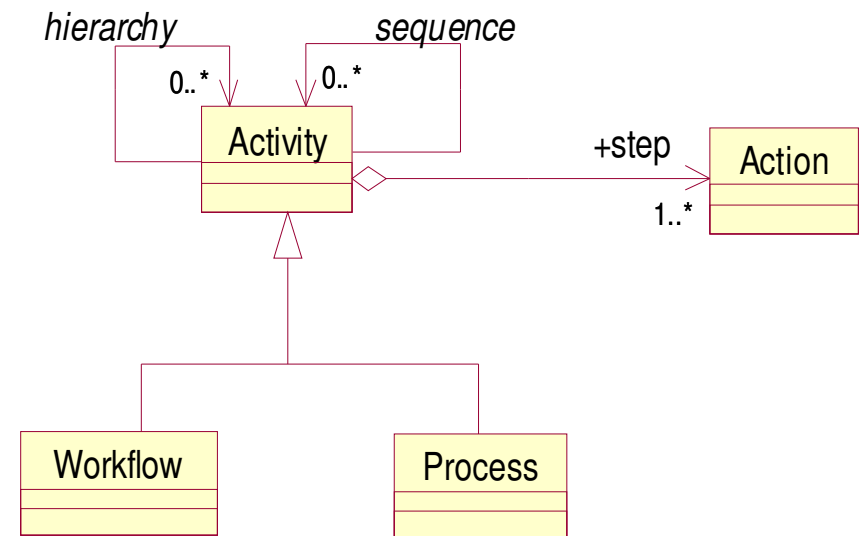 hierarchy
sequence
0..*
0..*
Activity
+step
Action
1..*
Workflow
Process